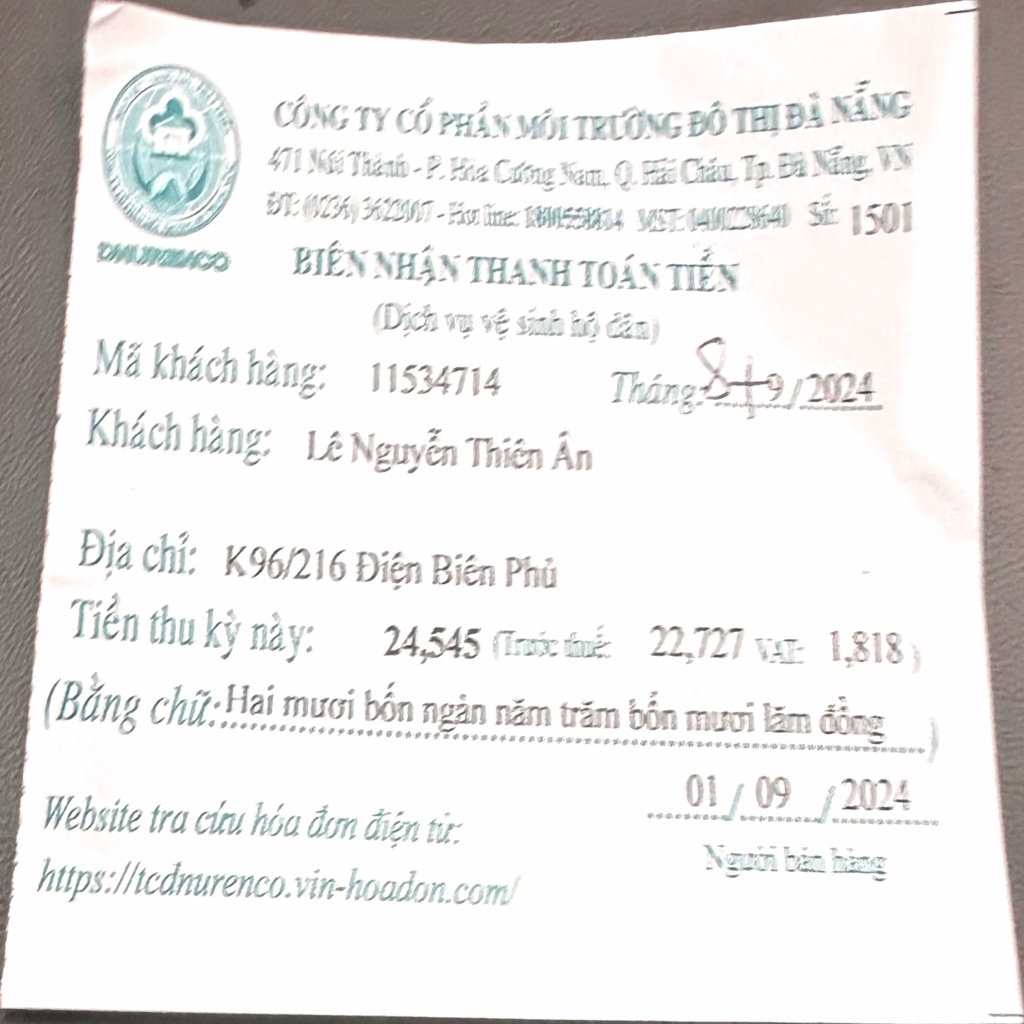 CÔNG TY CỔ PHẦN MÔI TRƯỜNG ĐÔ THỊ ĐÀ NẴNG
471 Núi Thành - P. Hòa Cường Nam, Q. Hải Châu, Tp. Đà Nẵng, VN
ĐT: (0236) 3622007 - Hot line: MST: Số: 1501
DNURENCO
BIÊN NHẬN THANH TOÁN TIỀN
(Dịch vụ vệ sinh hộ dân)
Mã khách hàng: 11534714 Tháng: 8+9/2024
Khách hàng: Lê Nguyễn Thiên Ân
Địa chỉ: K96/216 Điện Biên Phủ
Tiền thu kỳ này: 24,545 (Trước thuế: 22,727 VAT: 1,818)
(Bằng chữ: Hai mươi bốn ngàn năm trăm bốn mươi lăm đồng)
01 / 09 / 2024
Người bán hàng
Website tra cứu hóa đơn điện tử:
https://tcdnurenco.vin-hoadon.com/